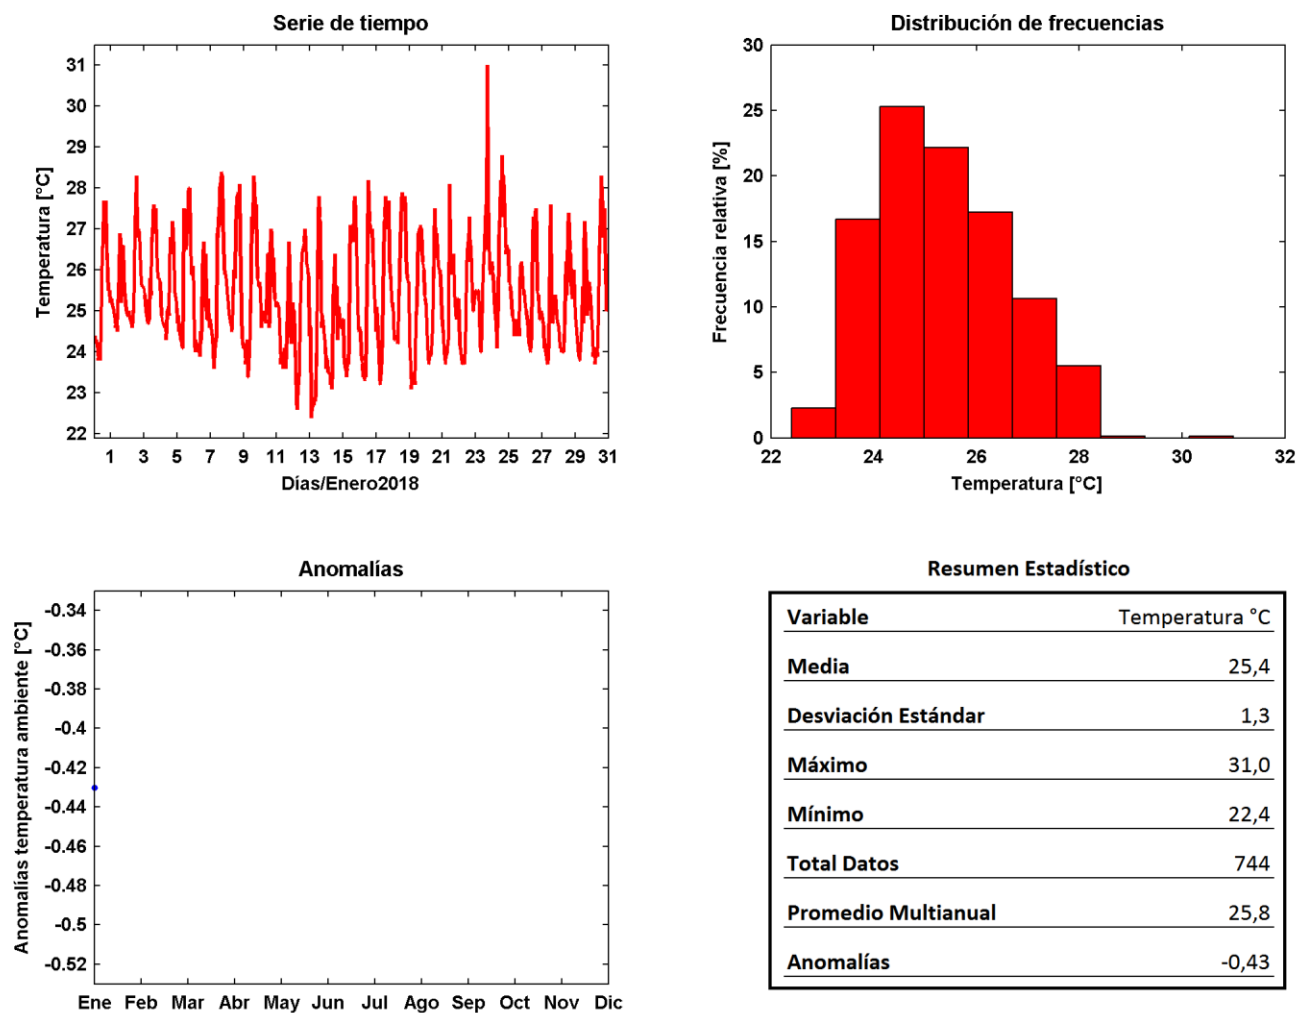 Serie de tiempo
Temperatura [°C]
31
30
29
28
27
26
25
24
23
22
1 3 5 7 9 11 13 15 17 19 21 23 25 27 29 31
Días/Enero2018
Distribución de frecuencias
Frecuencia relativa [%]
30
25
20
15
10
5
0
22 24 26 28 30 32
Temperatura [°C]
Anomalías
Anomalias temperatura ambiente [°C]
-0.34
-0.36
-0.38
-0.4
-0.42
-0.44
-0.46
-0.48
-0.5
-0.52
Ene Feb Mar Abr May Jun Jul Ago Sep Oct Nov Dic
Resumen Estadístico
Variable Temperatura °C
Media 25,4
Desviación Estándar 1,3
Máximo 31,0
Mínimo 22,4
Total Datos 744
Promedio Multianual 25,8
Anomalías -0,43